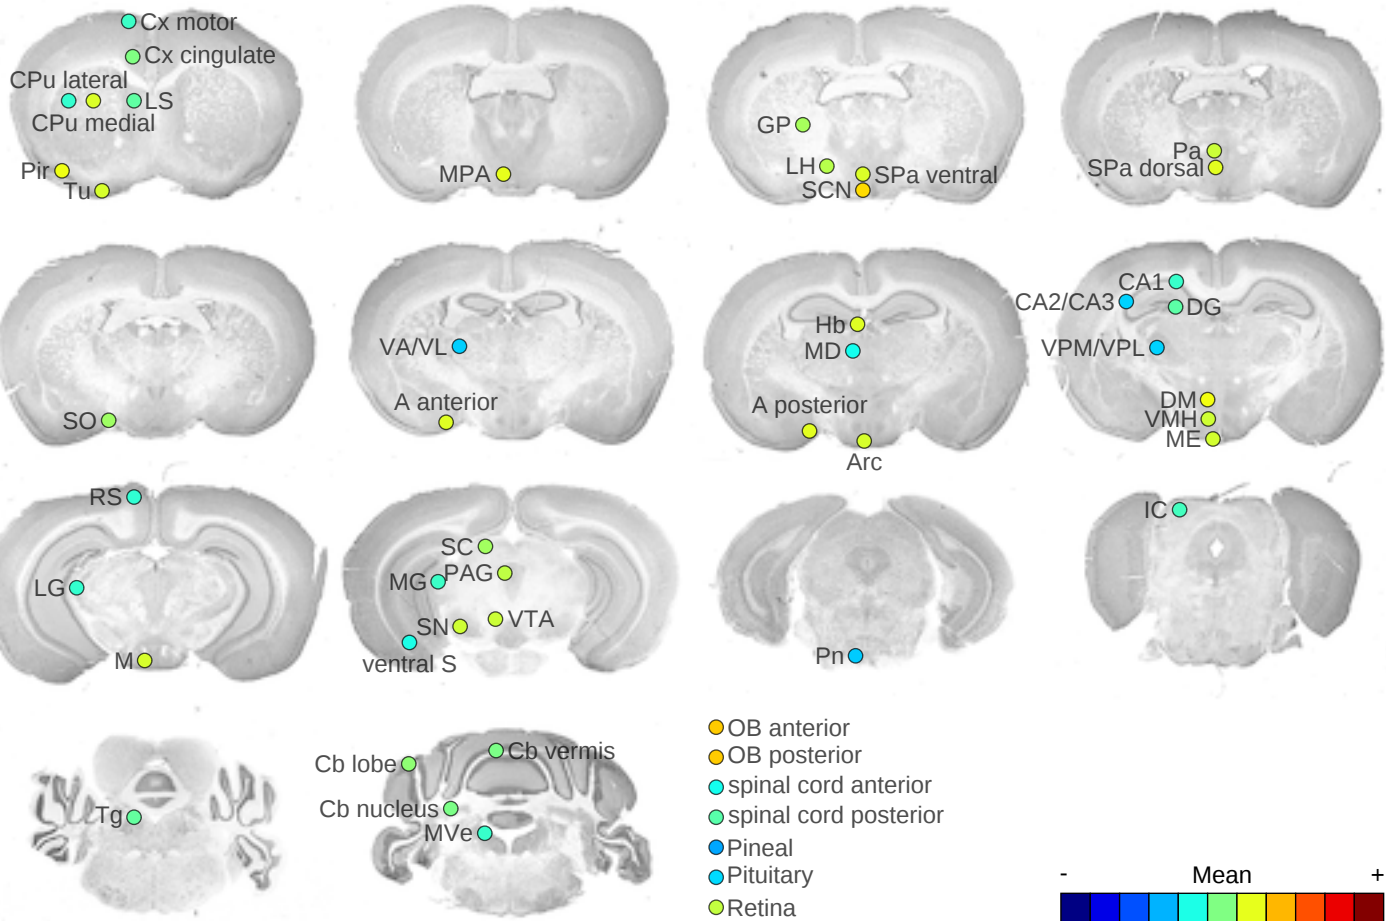 Cx motor
Cx cingulate
CPu lateral
LS
CPu medial
Pir
Tu
MPA
GP
LH
SPa ventral
SCN
Pa
SPa dorsal
SO
VA/VL
A anterior
Hb
MD
A posterior
Arc
CA1
CA2/CA3
DG
VPM/VPL
DM
VMH
ME
RS
LG
M
SC
MG
PAG
SN
VTA
ventral S
Pn
IC
Tg
Cb lobe
Cb vermis
Cb nucleus
MVe
OB anterior
OB posterior
spinal cord anterior
spinal cord posterior
Pineal
Pituitary
Retina
- Mean +